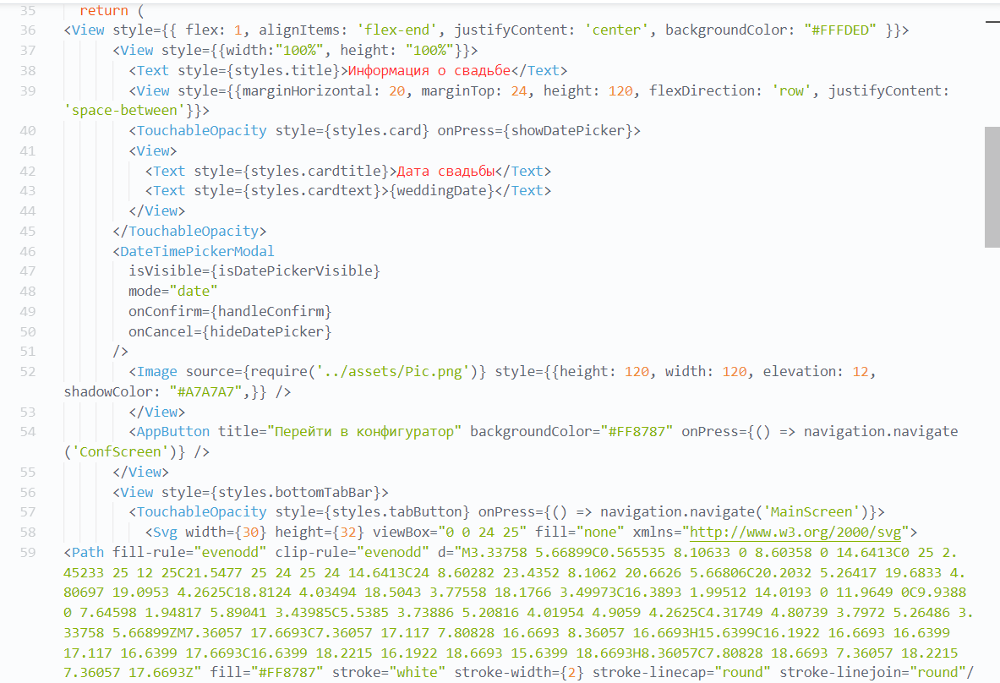 35 return (
36 <View style={{ flex: 1, alignItems: 'flex-end', justifyContent: 'center', backgroundColor: "#FFFDED" }}>
37 <View style={{width:"100%", height: "100%"}}>
38 <Text style={styles.title}>Информация о свадьбе</Text>
39 <View style={{marginHorizontal: 20, marginTop: 24, height: 120, flexDirection: 'row', justifyContent:
'space-between'}}>
40 <TouchableOpacity style={styles.card} onPress={showDatePicker}>
41 <View>
42 <Text style={styles.cardtitle}>Дата свадьбы</Text>
43 <Text style={styles.cardtext}>{weddingDate}</Text>
44 </View>
45 </TouchableOpacity>
46 <DateTimePickerModal
47 isVisible={isDatePickerVisible}
48 mode="date"
49 onConfirm={handleConfirm}
50 onCancel={hideDatePicker}
51 />
52 <Image source={require('../assets/Pic.png')} style={{height: 120, width: 120, elevation: 12,
shadowColor: "#A7A7A7",}} />
53 </View>
54 <AppButton title="Перейти в конфигуратор" backgroundColor="#FF8787" onPress={() => navigation.navigate
('ConfScreen')} />
55 </View>
56 <View style={styles.bottomTabBar}>
57 <TouchableOpacity style={styles.tabButton} onPress={() => navigation.navigate('MainScreen')}>
58 <Svg width={30} height={32} viewBox="0 0 24 25" fill="none" xmlns="http://www.w3.org/2000/svg">
59 <Path fill-rule="evenodd" clip-rule="evenodd" d="M3.33758 5.66899C0.565535 8.10633 0 8.60358 0 14.6413C0 25 2.
45233 25 12 25C21.5477 25 24 25 24 14.6413C24 8.60282 23.4352 8.1062 20.6626 5.66806C20.2032 5.26417 19.6833 4.
80697 19.0953 4.2625C18.8124 4.03494 18.5043 3.77558 18.1766 3.49973C16.3893 1.99512 14.0193 0 11.9649 0C9.9388
0 7.64598 1.94817 5.89041 3.43985C5.5385 3.73886 5.20816 4.01954 4.9059 4.2625C4.31749 4.80739 3.7972 5.26486 3.
33758 5.66899ZM7.36057 17.6693C7.36057 17.117 7.80828 16.6693 8.36057 16.6693H15.6399C16.1922 16.6693 16.6399
17.117 16.6399 17.6693C16.6399 18.2215 16.1922 18.6693 15.6399 18.6693H8.36057C7.80828 18.6693 7.36057 18.2215
7.36057 17.6693Z" fill="#FF8787" stroke="white" stroke-width={2} stroke-linecap="round" stroke-linejoin="round"/